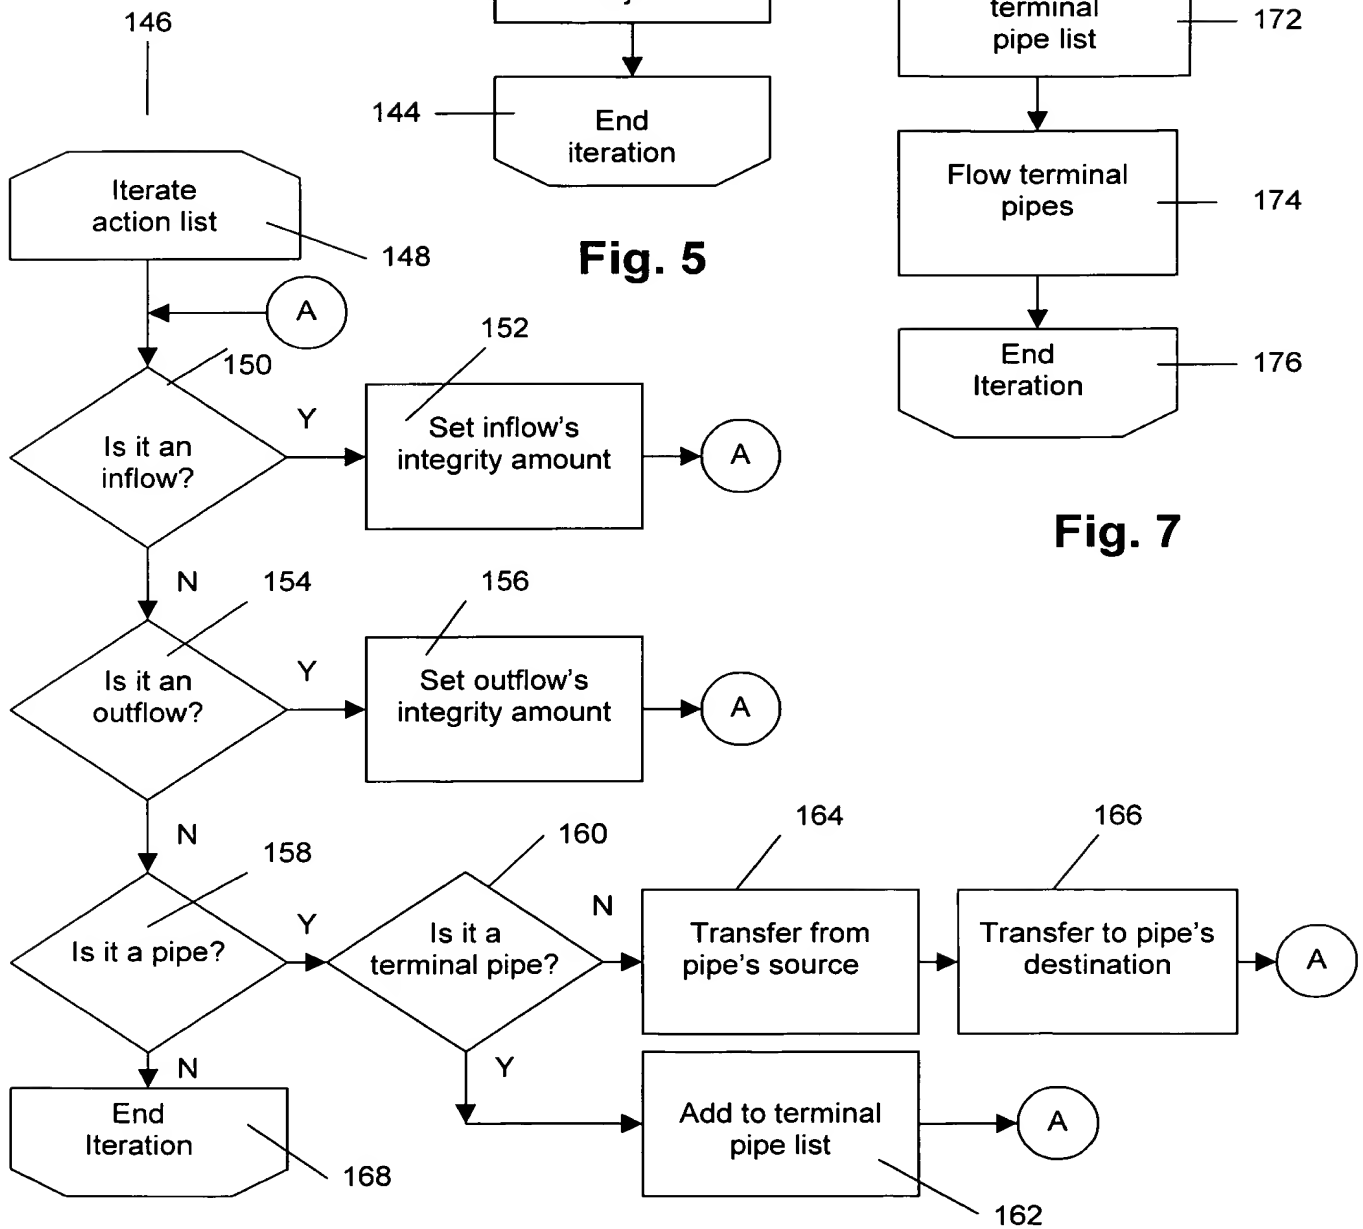 146
terminal
pipe list
172
144
End
iteration
Flow terminal
pipes
174
Iterate
action list
148
Fig. 5
A
End
Iteration
176
150
152
Is it an
inflow?
Y
Set inflow's
integrity amount
A
Fig. 7
N
154
156
Is it an
outflow?
Y
Set outflow's
integrity amount
A
N
158
160
164
166
Is it a pipe?
Y
Is it a
terminal pipe?
N
Transfer from
pipe's source
Transfer to pipe's
destination
A
N
Y
End
Iteration
168
Add to terminal
pipe list
A
162